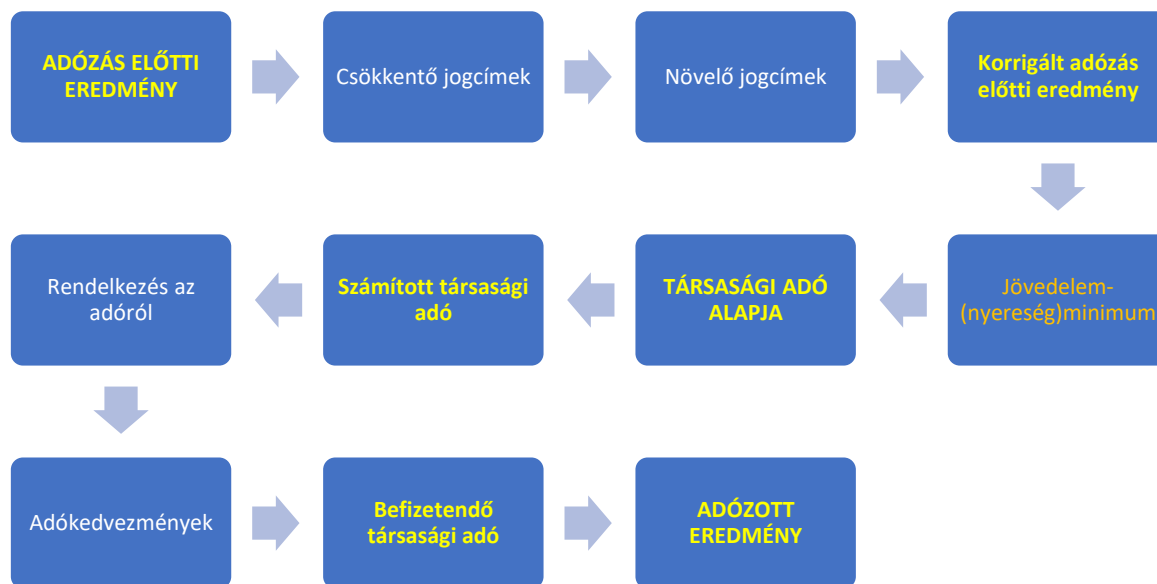 ADÓZÁS ELŐTTI
EREDMÉNY
Csökkentő jogcímek
Növelő jogcímek
Korrigált adózás
előtti eredmény
Jövedelem-
(nyereség)minimum
TÁRSASÁGI ADÓ
ALAPJA
Számított társasági
adó
Rendelkezés az
adóról
Adókedvezmények
Befizetendő
társasági adó
ADÓZOTT
EREDMÉNY